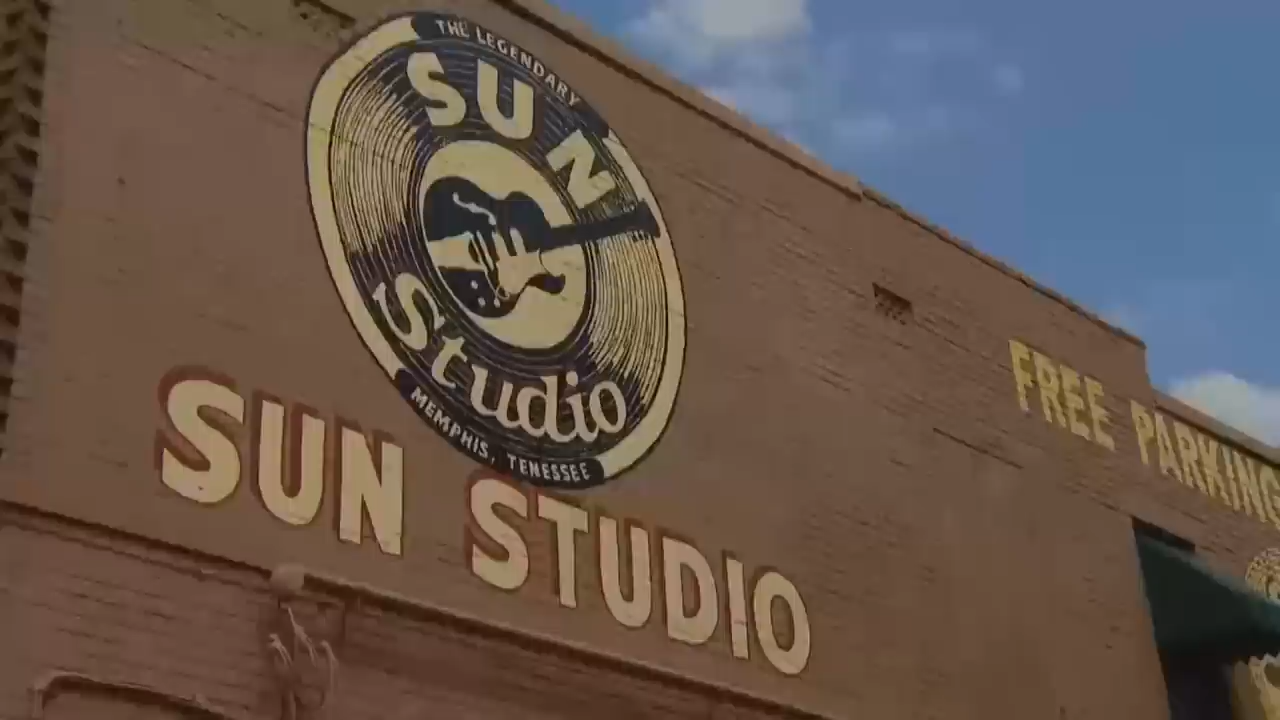 THE LEGENDARY
SUN
Studio
MEMPHIS, TENESSEE
SUN STUDIO
FREE PARKING